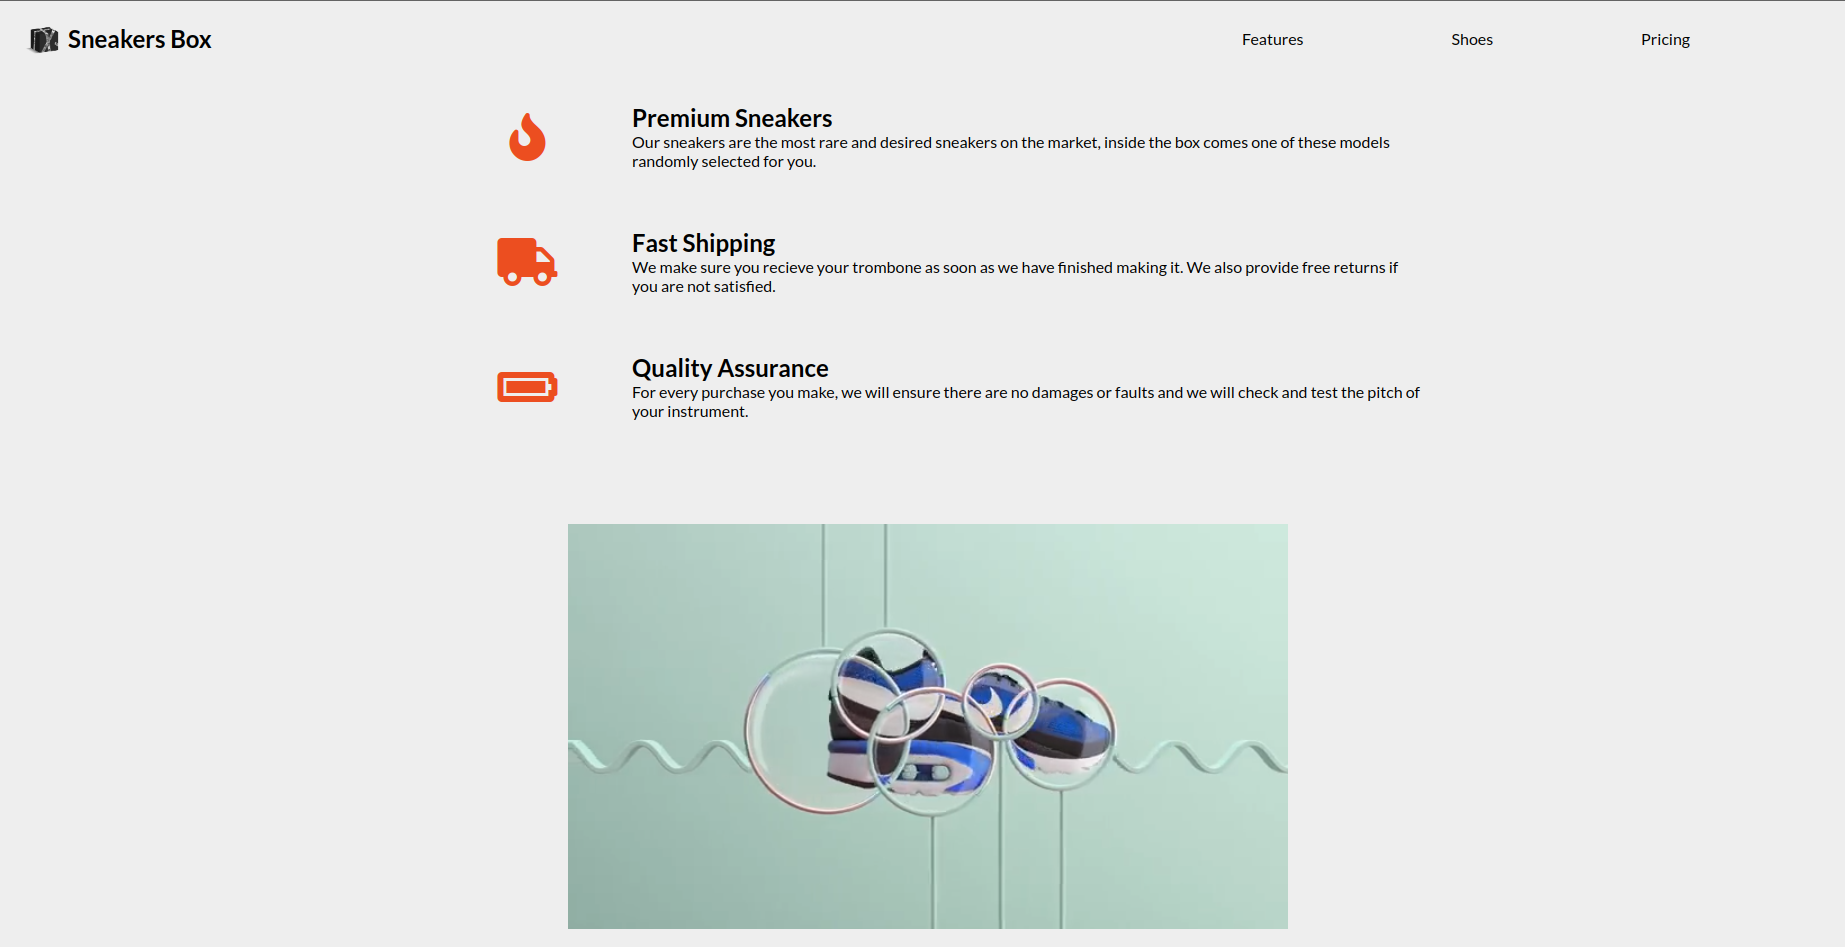 Sneakers Box
Features
Shoes
Pricing
Premium Sneakers
Our sneakers are the most rare and desired sneakers on the market, inside the box comes one of these models
randomly selected for you.
Fast Shipping
We make sure you recieve your trombone as soon as we have finished making it. We also provide free returns if
you are not satisfied.
Quality Assurance
For every purchase you make, we will ensure there are no damages or faults and we will check and test the pitch of
your instrument.